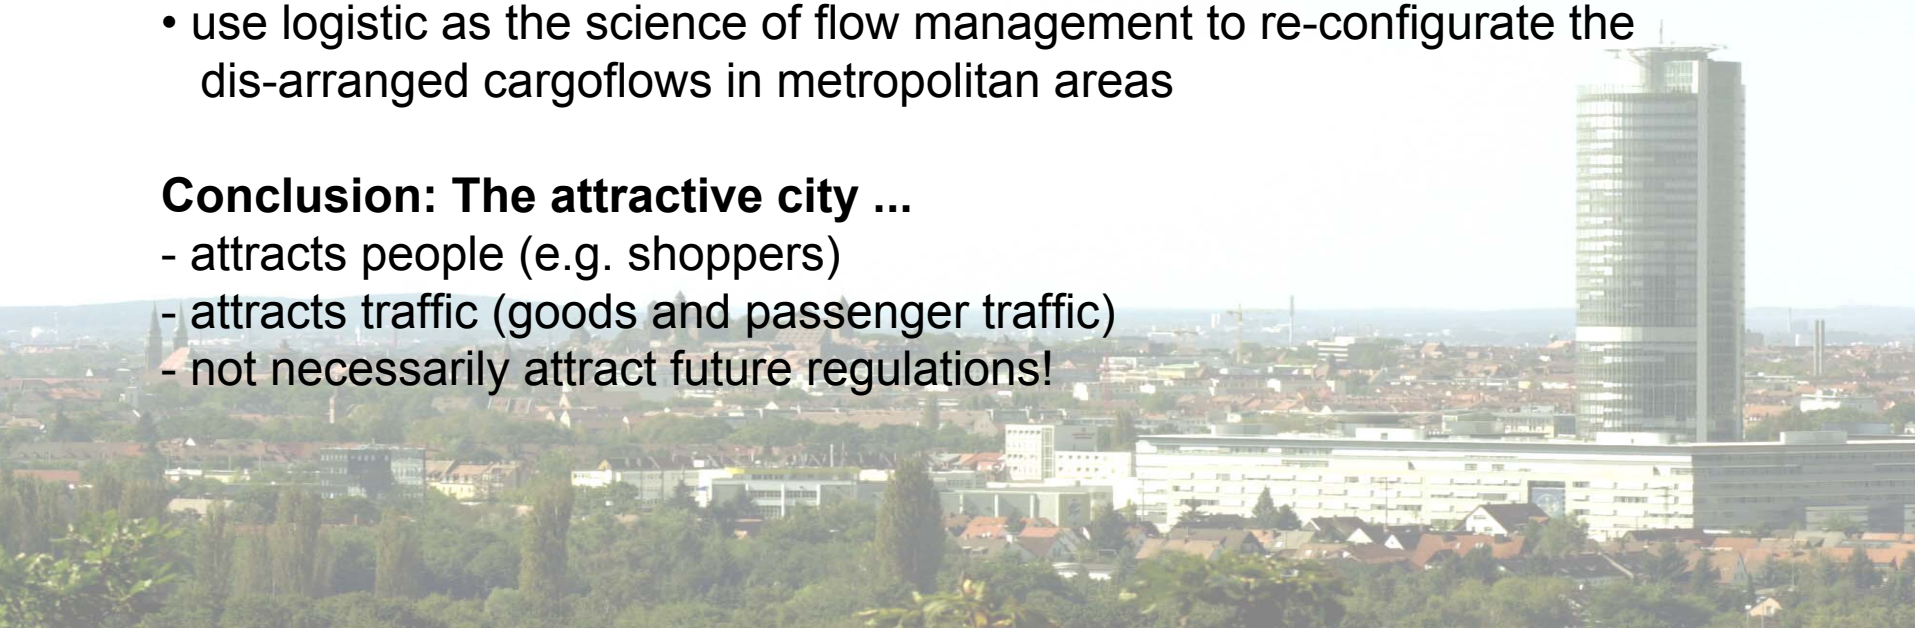 • use logistic as the science of flow management to re-configurate the
dis-arranged cargoflows in metropolitan areas
Conclusion: The attractive city ...
- attracts people (e.g. shoppers)
- attracts traffic (goods and passenger traffic)
- not necessarily attract future regulations!